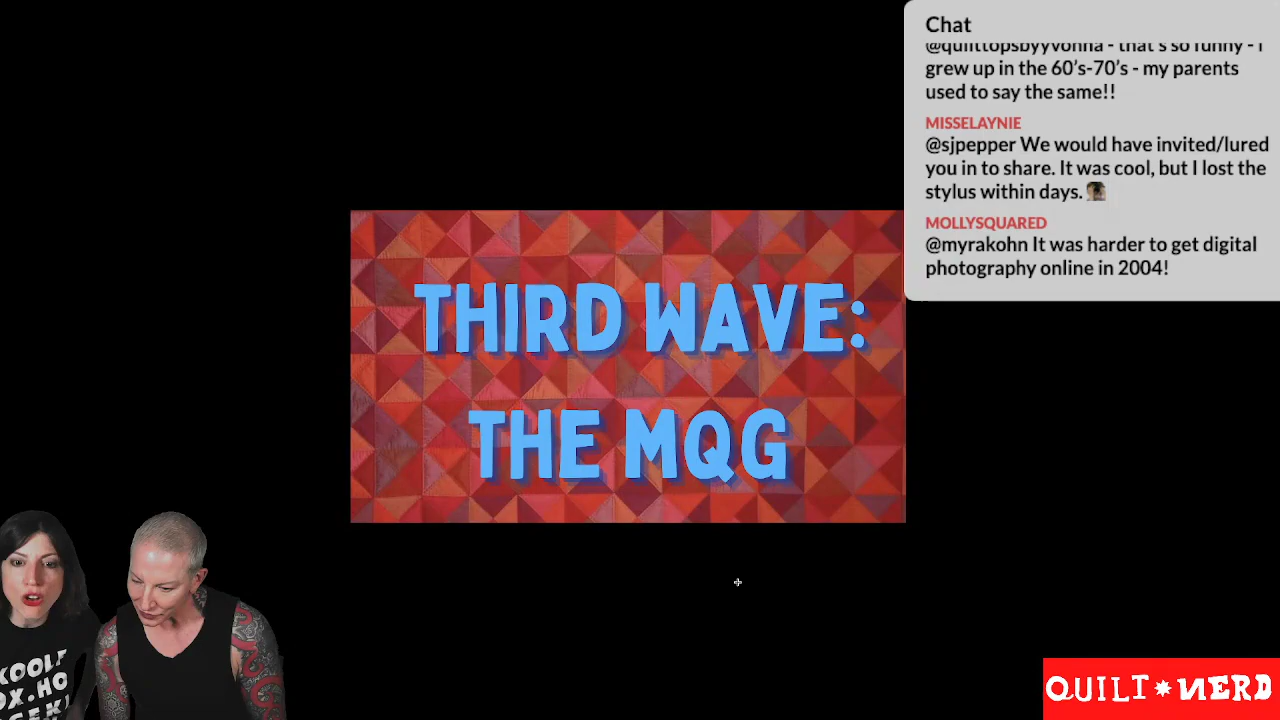 Chat
@quilttopsbyyvonna - that's so funny - I
grew up in the 60's-70's - my parents
used to say the same!!
MISSELAYNIE
@sjpepper We would have invited/lured
you in to share. It was cool, but I lost the
stylus within days.
MOLLYSQUARED
@myrakohn It was harder to get digital
photography online in 2004!
THIRD WAVE:
THE MQG
QUILT NERD